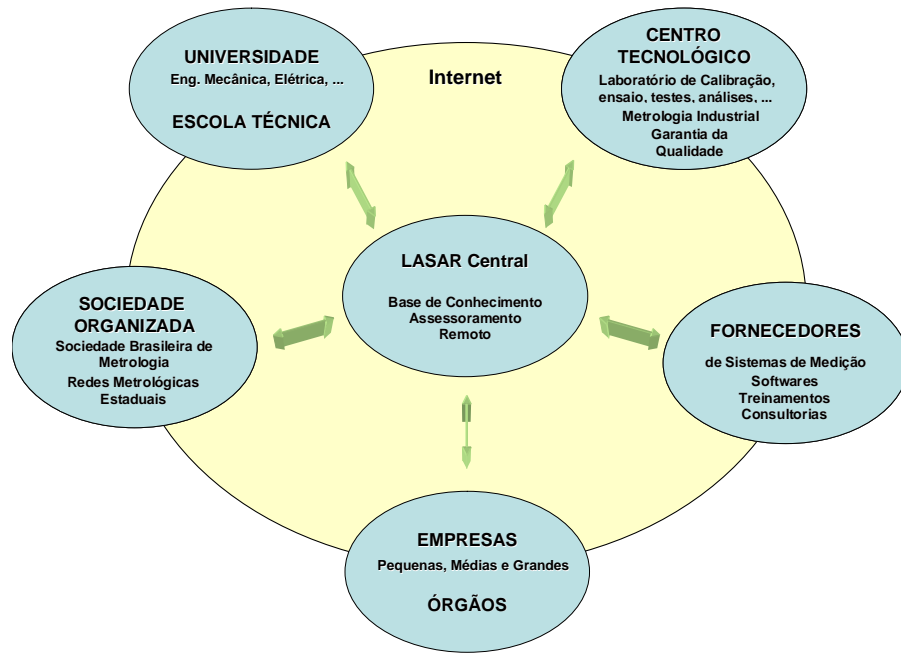 UNIVERSIDADE
Eng. Mecânica, Elétrica, ...
ESCOLA TÉCNICA
Internet
CENTRO
TECNOLÓGICO
Laboratório de Calibração,
ensaio, testes, análises, ...
Metrologia Industrial
Garantia da
Qualidade
LASAR Central
Base de Conhecimento
Assessoramento
Remoto
SOCIEDADE
ORGANIZADA
Sociedade Brasileira de
Metrologia
Redes Metrológicas
Estaduais
FORNECEDORES
de Sistemas de Medição
Softwares
Treinamentos
Consultorias
EMPRESAS
Pequenas, Médias e Grandes
ÓRGÃOS